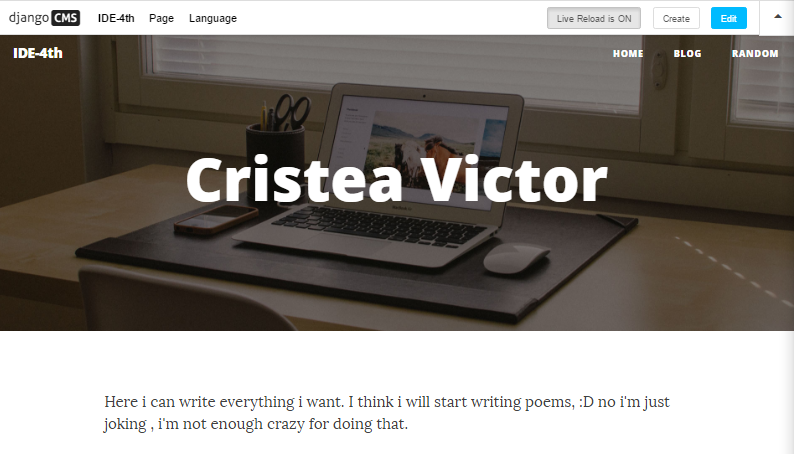 django CMS IDE-4th Page Language Live Reload is ON Create Edit
IDE-4th HOME BLOG RANDOM
Cristea Victor
Here i can write everything i want. I think i will start writing poems, :D no i'm just
joking , i'm not enough crazy for doing that.